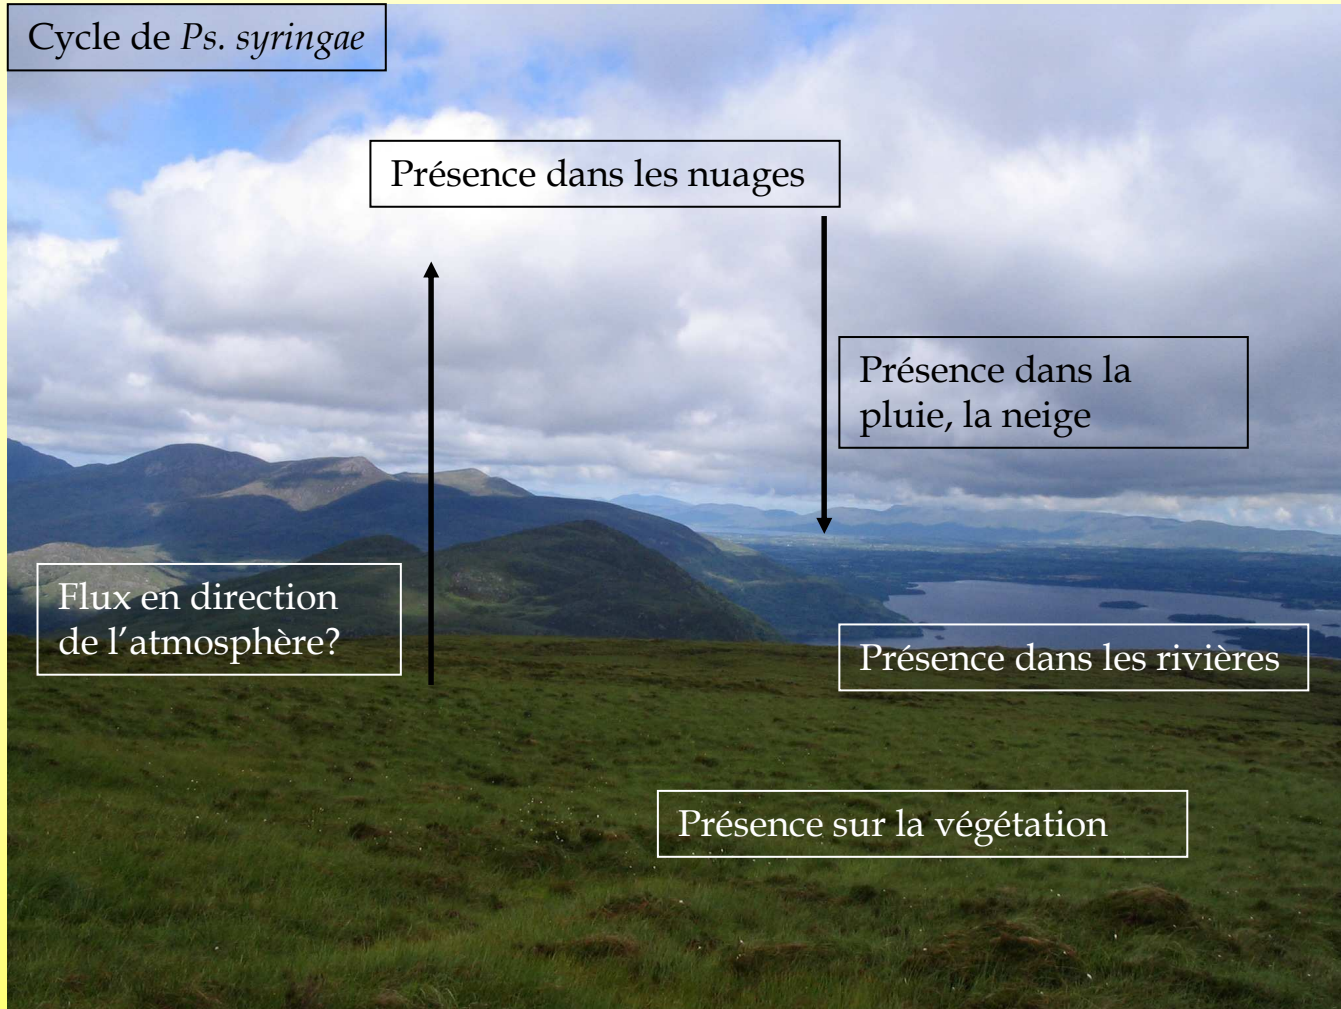 Cycle de Ps. syringae
Présence dans les nuages
Présence dans la
pluie, la neige
Flux en direction
de l'atmosphère?
Présence dans les rivières
Présence sur la végétation